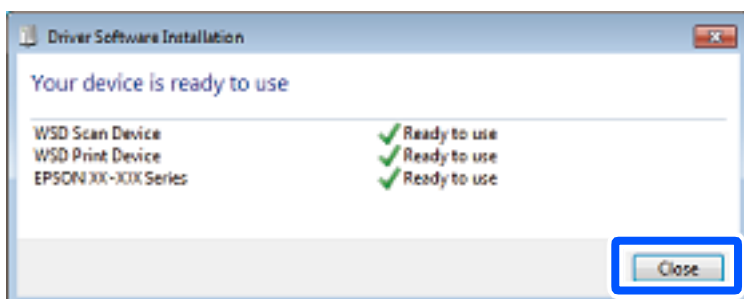 Driver Software Installation
Your device is ready to use
WSD Scan Device Ready to use
WSD Print Device Ready to use
EPSON XX-XXX Series Ready to use
Close